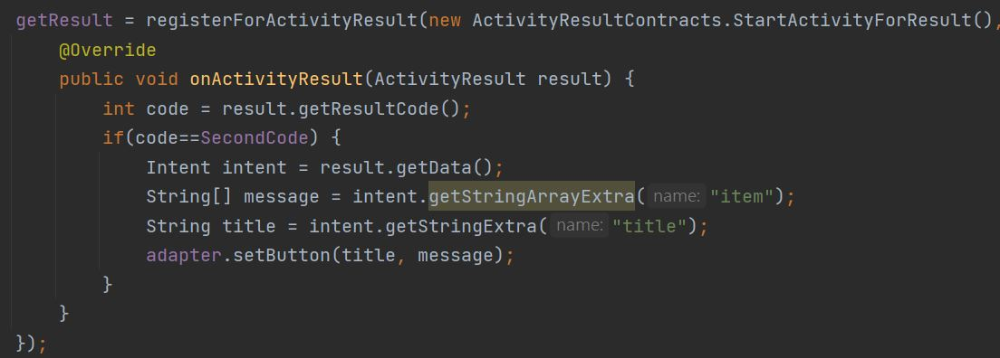 getResult = registerForActivityResult(new ActivityResultContracts.StartActivityForResult(),
@Override
public void onActivityResult(ActivityResult result) {
int code = result.getResultCode();
if(code==SecondCode) {
Intent intent = result.getData();
String[] message = intent.getStringArrayExtra( name: "item");
String title = intent.getStringExtra( name: "title");
adapter.setButton(title, message);
}
}
});